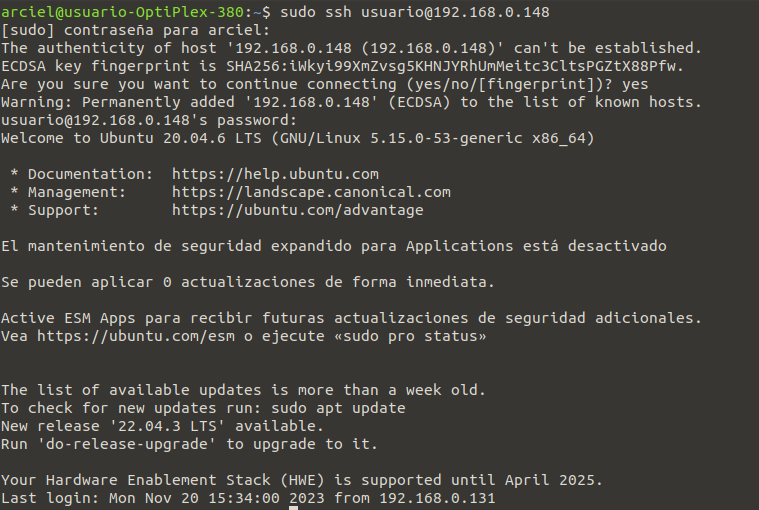 arciel@usuario-OptiPlex-380:~$ sudo ssh usuario@192.168.0.148
[sudo] contraseña para arciel:
The authenticity of host '192.168.0.148 (192.168.0.148)' can't be established.
ECDSA key fingerprint is SHA256:iWkyi99XmZvsg5KHNJYRhUmMeitc3CltsPGZtX88Pfw.
Are you sure you want to continue connecting (yes/no/[fingerprint])? yes
Warning: Permanently added '192.168.0.148' (ECDSA) to the list of known hosts.
usuario@192.168.0.148's password:
Welcome to Ubuntu 20.04.6 LTS (GNU/Linux 5.15.0-53-generic x86_64)
* Documentation:  https://help.ubuntu.com
* Management:     https://landscape.canonical.com
* Support:        https://ubuntu.com/advantage
El mantenimiento de seguridad expandido para Applications está desactivado
Se pueden aplicar 0 actualizaciones de forma inmediata.
Active ESM Apps para recibir futuras actualizaciones de seguridad adicionales.
Vea https://ubuntu.com/esm o ejecute «sudo pro status»
The list of available updates is more than a week old.
To check for new updates run: sudo apt update
New release '22.04.3 LTS' available.
Run 'do-release-upgrade' to upgrade to it.
Your Hardware Enablement Stack (HWE) is supported until April 2025.
Last login: Mon Nov 20 15:34:00 2023 from 192.168.0.131